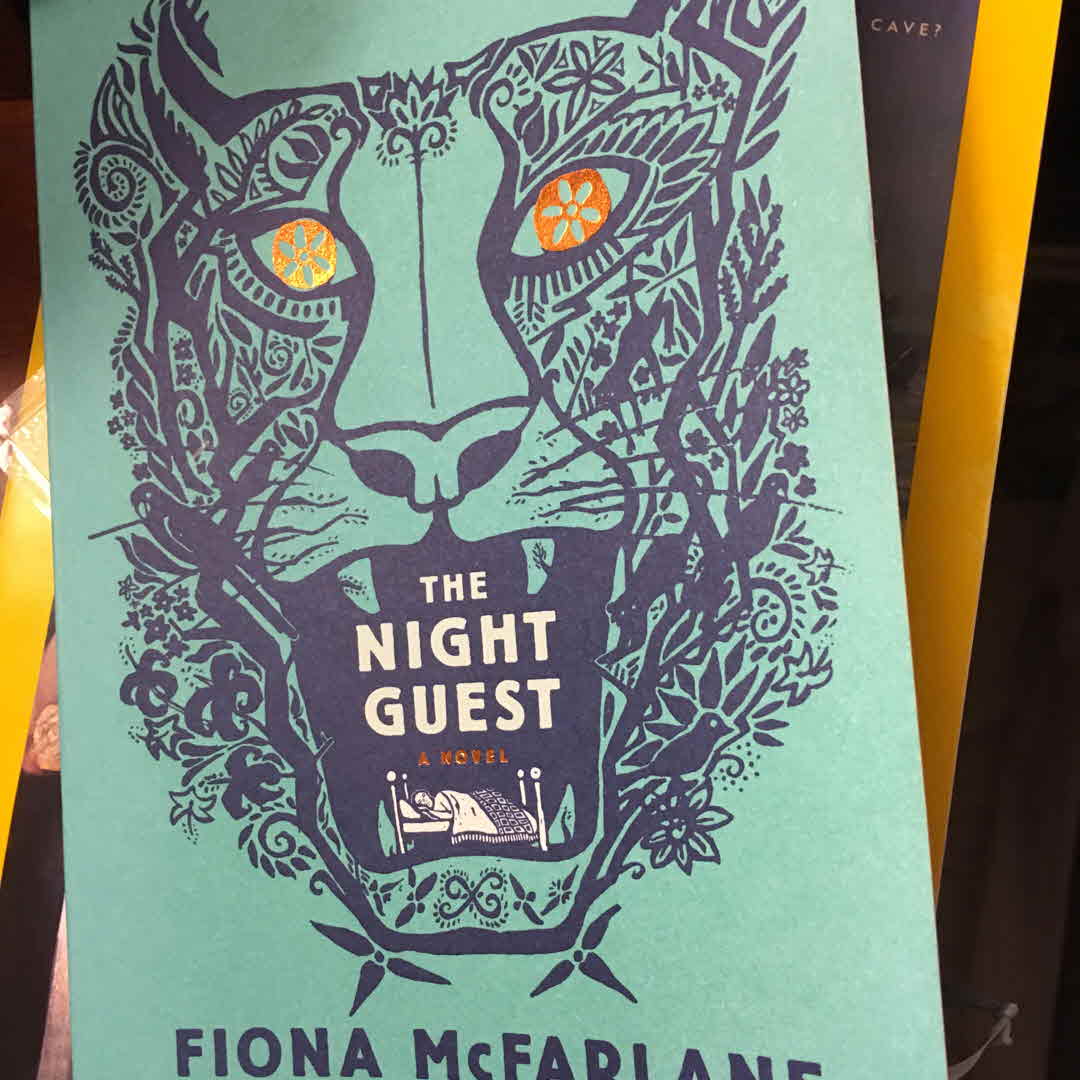 CAVE?
THE
NIGHT
GUEST
A NOVEL
FIONA McFARLANE